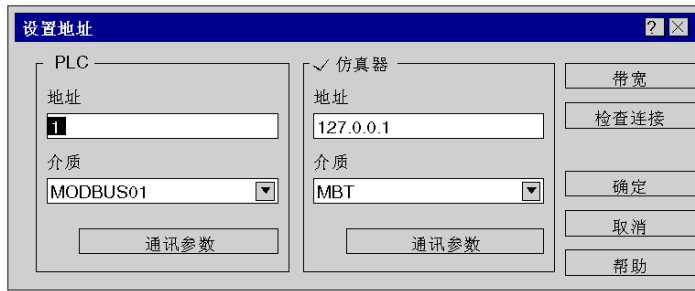 设置地址
PLC
地址
1
介质
MODBUS01
通讯参数
仿真器
地址
127.0.0.1
介质
MBT
通讯参数
带宽
检查连接
确定
取消
帮助